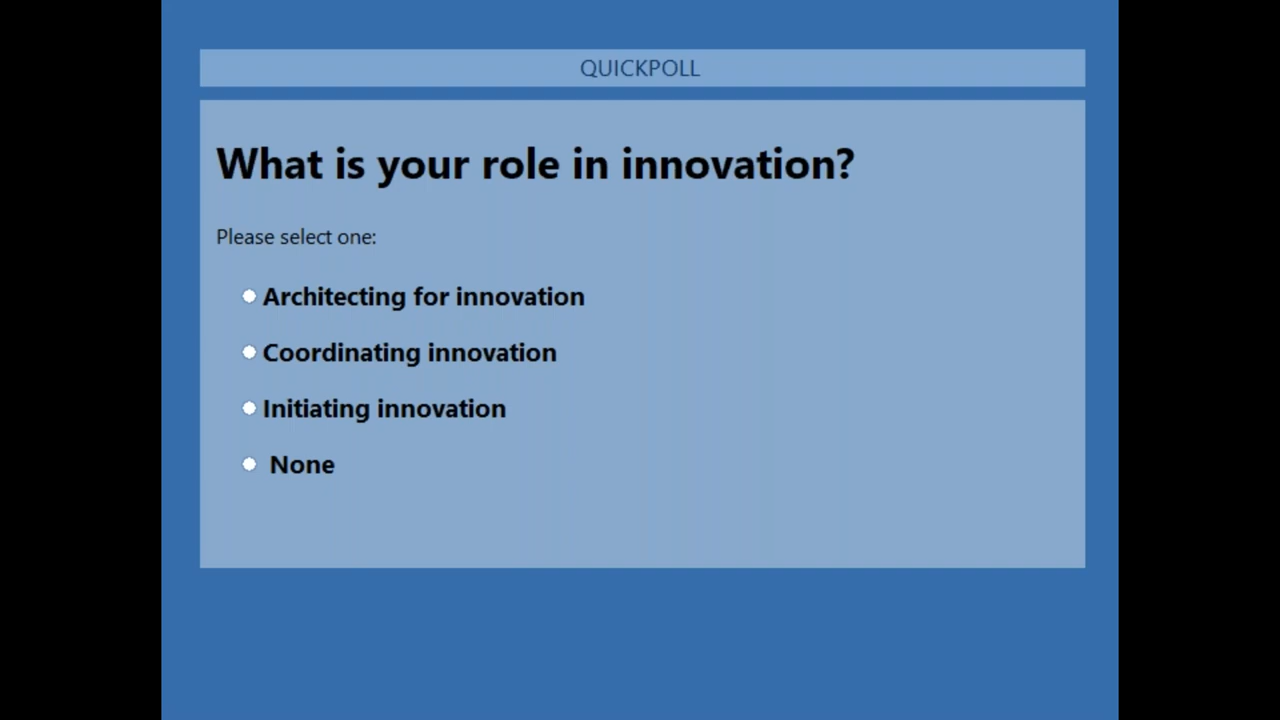 QUICKPOLL
What is your role in innovation?
Please select one:
Architecting for innovation
Coordinating innovation
Initiating innovation
None